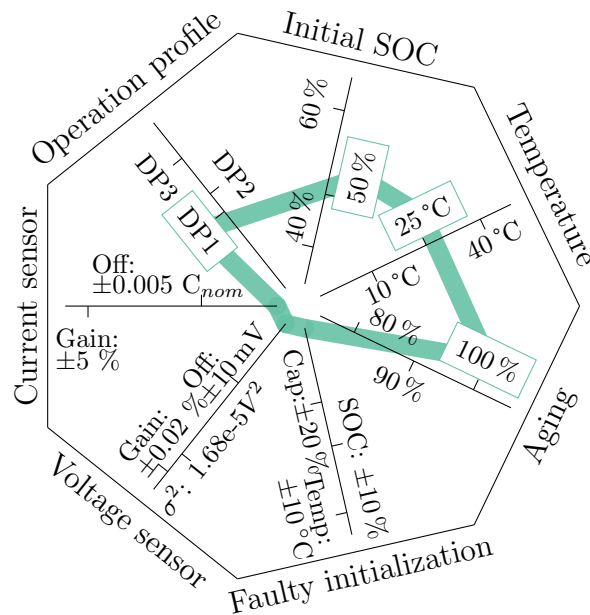 Initial SOC
60 %
50 %
40 %
Operation profile
DP3
DP2
DP1
Temperature
40°C
25°C
10°C
Current sensor
Off:
±0.005 Cnom
Gain:
±5 %
Aging
80 %
90 %
100 %
Voltage sensor
Off:
±10 mV
Gain:
±0.02 %
σ²: 1.68e-5V²
Faulty initialization
Cap:
±20 %
SOC: ±10 %
Temp:
±10 °C